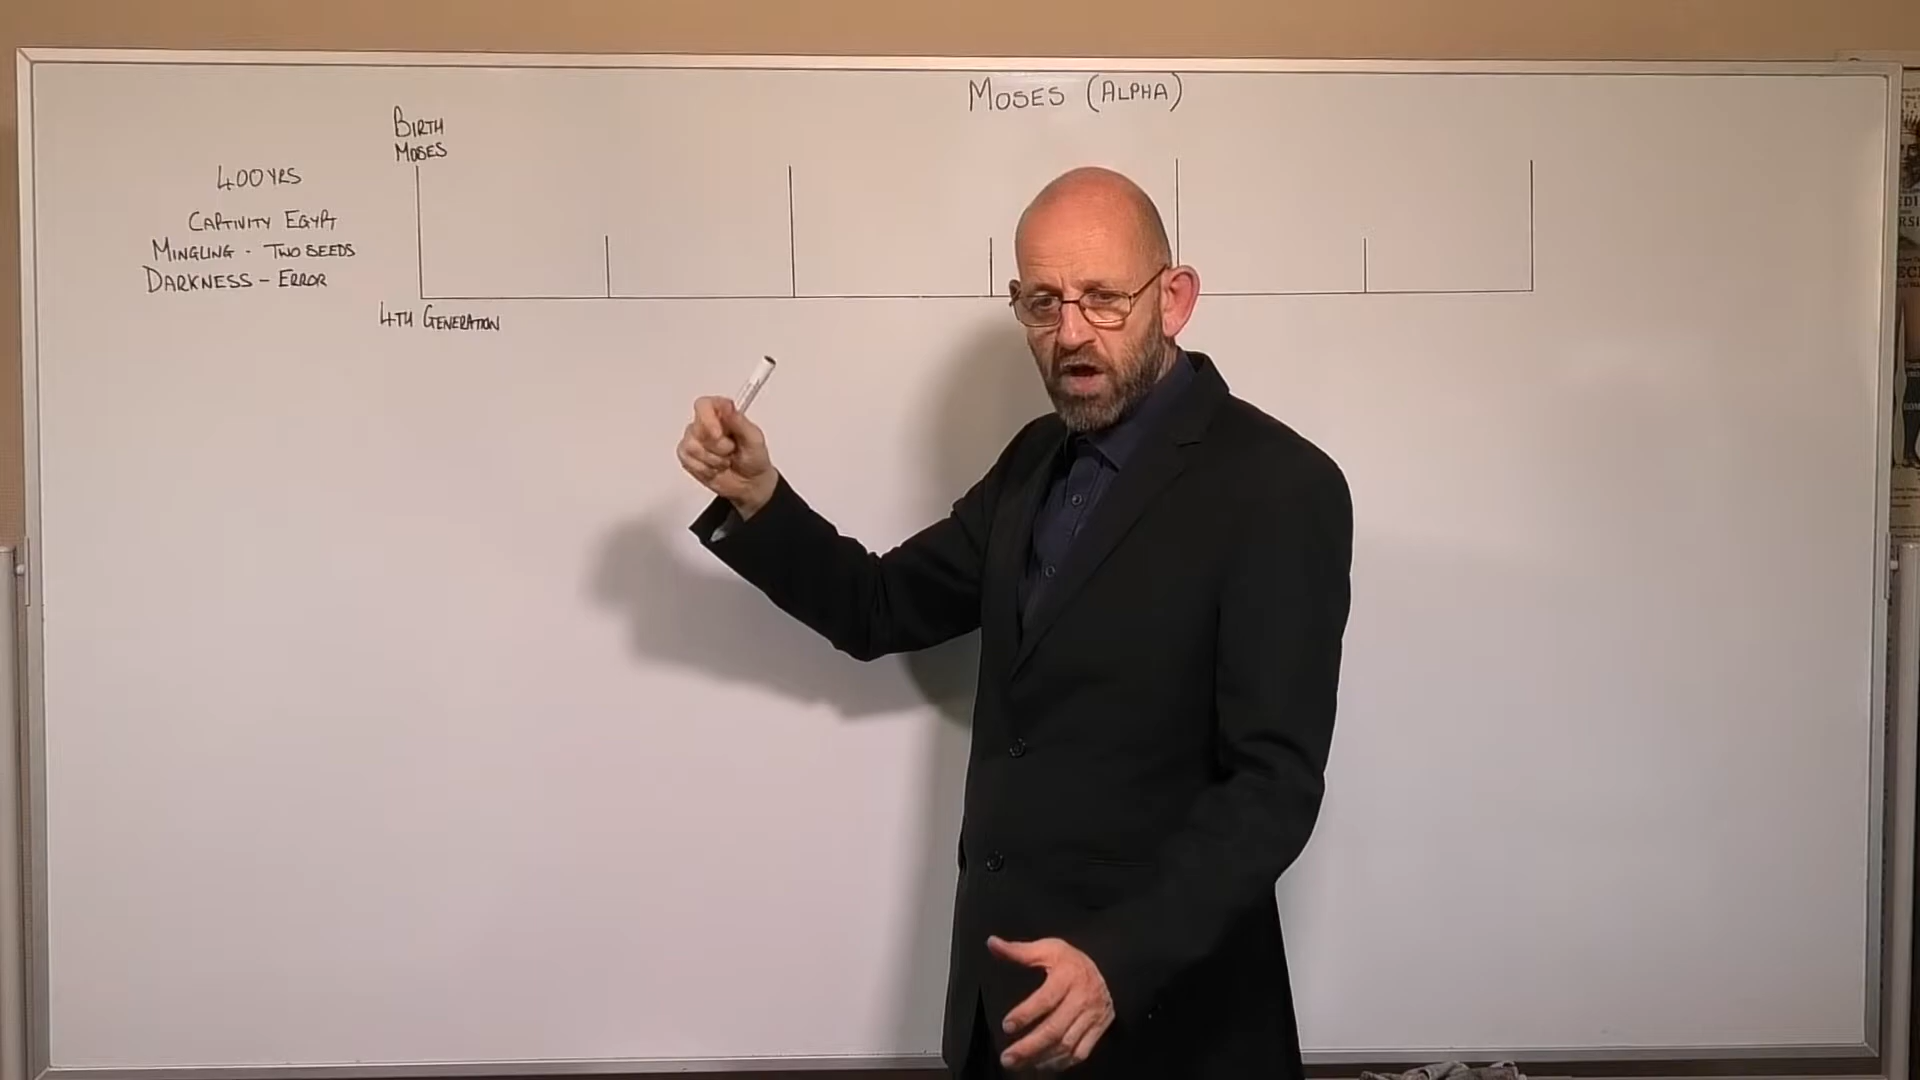 MOSES (ALPHA)
BIRTH
MOSES
400 YRS
CAPTIVITY EGYPT
MINGLING - TWO SEEDS
DARKNESS - ERROR
4TH GENERATION